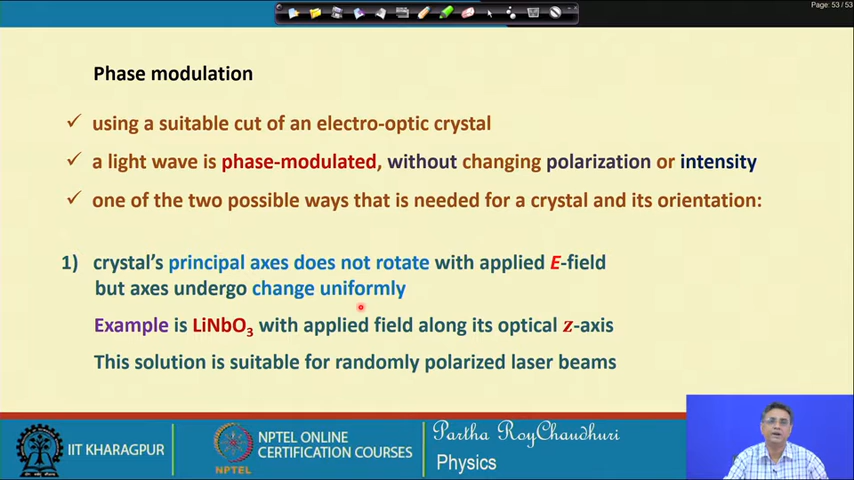 Page: 53 / 53
Phase modulation
✓ using a suitable cut of an electro-optic crystal
✓ a light wave is phase-modulated, without changing polarization or intensity
✓ one of the two possible ways that is needed for a crystal and its orientation:
1) crystal's principal axes does not rotate with applied E-field
but axes undergo change uniformly
Example is LiNbO₃ with applied field along its optical z-axis
This solution is suitable for randomly polarized laser beams
IIT KHARAGPUR
NPTEL
NPTEL ONLINE
CERTIFICATION COURSES
Partha RoyChaudhuri
Physics